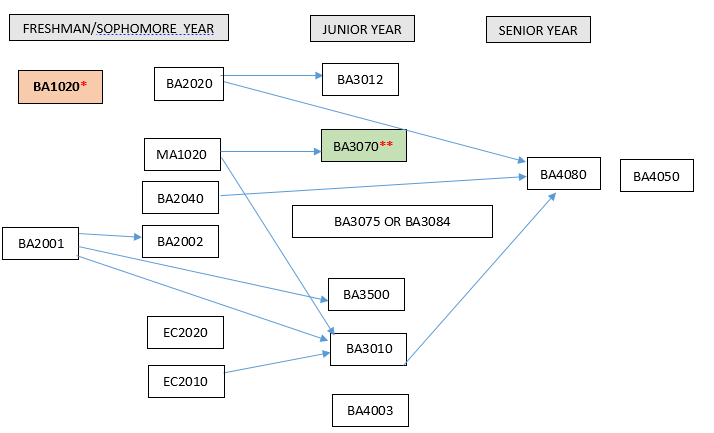 FRESHMAN/SOPHOMORE YEAR
JUNIOR YEAR
SENIOR YEAR
BA1020*
BA2020
BA3012
MA1020
BA3070**
BA4080
BA4050
BA2040
BA3075 OR BA3084
BA2001
BA2002
BA3500
EC2020
BA3010
EC2010
BA4003